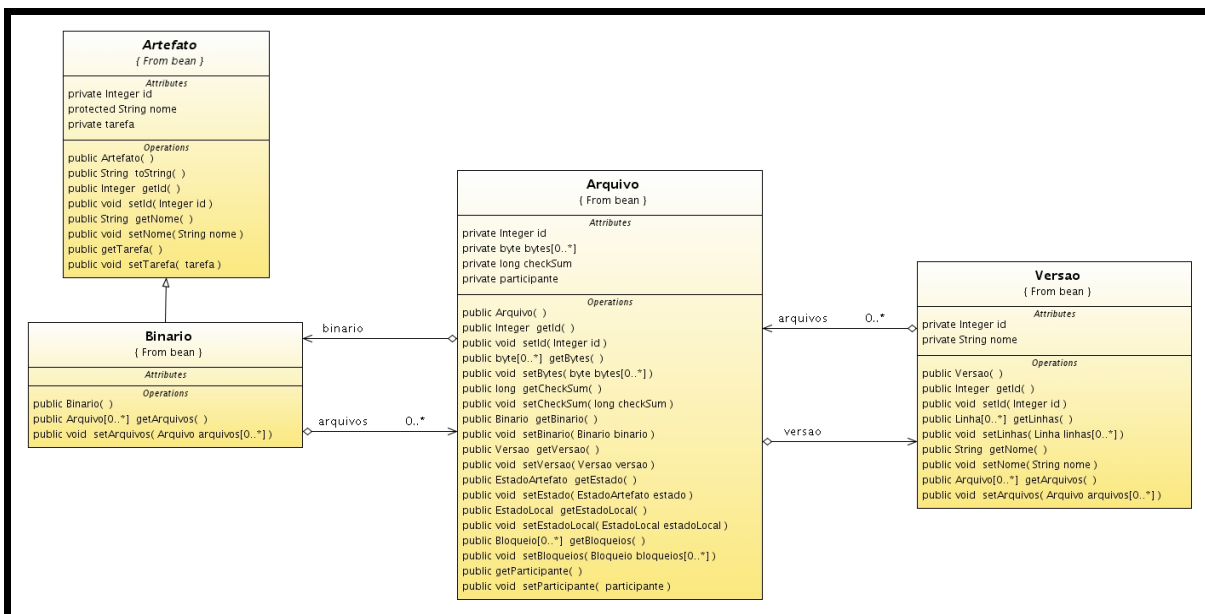 Artefato
{ From bean }
Attributes
private Integer id
protected String nome
private tarefa
Operations
public Artefato( )
public String toString( )
public Integer getId( )
public void setId( Integer id )
public String getNome( )
public void setNome( String nome )
public getTarefa( )
public void setTarefa( tarefa )
Binario
{ From bean }
Attributes
Operations
public Binario( )
public Arquivo[0..*] getArquivos( )
public void setArquivos( Arquivo arquivos[0..*] )
binario
arquivos 0..*
Arquivo
{ From bean }
Attributes
private Integer id
private byte bytes[0..*]
private long checkSum
private participante
Operations
public Arquivo( )
public Integer getId( )
public void setId( Integer id )
public byte[0..*] getBytes( )
public void setBytes( byte bytes[0..*] )
public long getCheckSum( )
public void setCheckSum( long checkSum )
public Binario getBinario( )
public void setBinario( Binario binario )
public Versao getVersao( )
public void setVersao( Versao versao )
public EstadoArtefato getEstado( )
public void setEstado( EstadoArtefato estado )
public EstadoLocal getEstadoLocal( )
public void setEstadoLocal( EstadoLocal estadoLocal )
public Bloqueio[0..*] getBloqueios( )
public void setBloqueios( Bloqueio bloqueios[0..*] )
public getParticipante( )
public void setParticipante( participante )
arquivos 0..*
versao
Versao
{ From bean }
Attributes
private Integer id
private String nome
Operations
public Versao( )
public Integer getId( )
public void setId( Integer id )
public Linha[0..*] getLinhas( )
public void setLinhas( Linha linhas[0..*] )
public String getNome( )
public void setNome( String nome )
public Arquivo[0..*] getArquivos( )
public void setArquivos( Arquivo arquivos[0..*] )